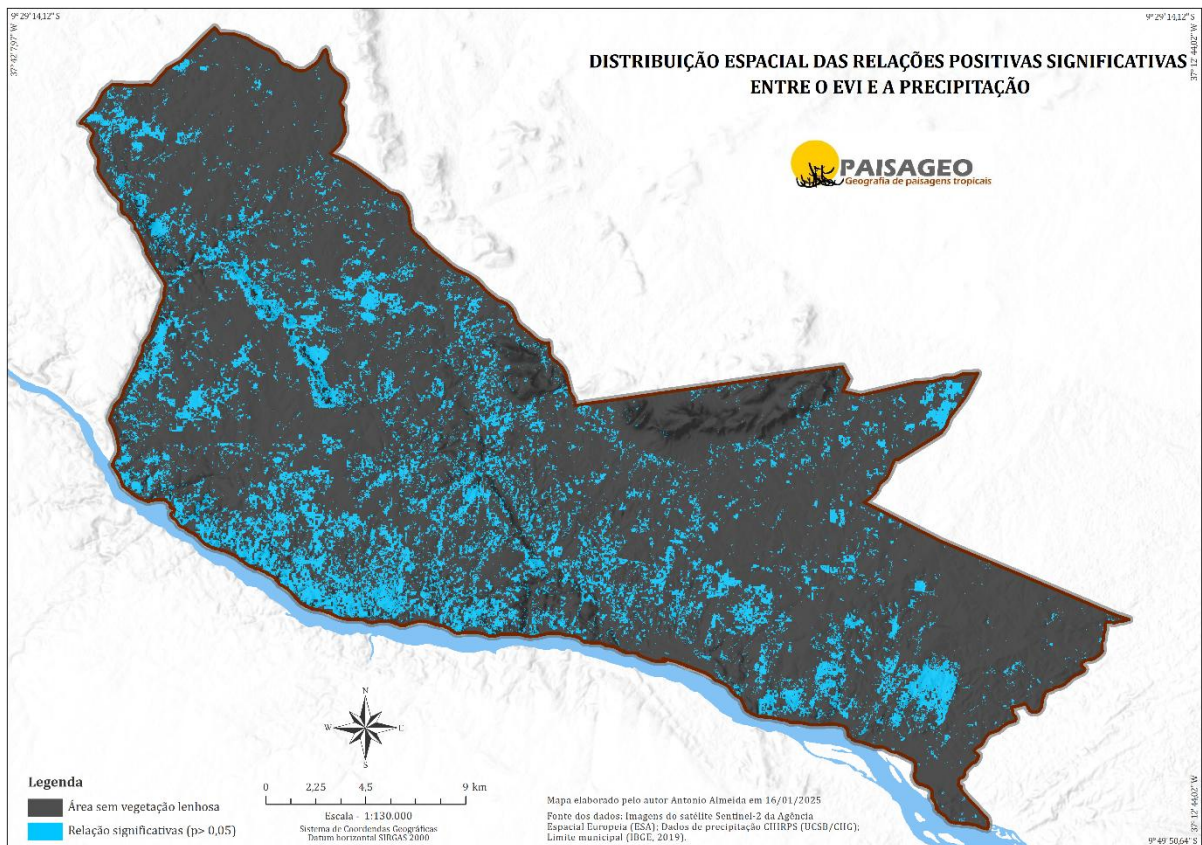 9° 29' 14,12" S
9° 29' 14,12" S
37° 42' 7,97" W
37° 12' 44,02" W
DISTRIBUIÇÃO ESPACIAL DAS RELAÇÕES POSITIVAS SIGNIFICATIVAS
ENTRE O EVI E A PRECIPITAÇÃO
PAISAGEO
Geografia de paisagens tropicais
N
W
E
S
Legenda
Área sem vegetação lenhosa
Relação significativas (p> 0,05)
0 2,25 4,5 9 km
Escala - 1:130.000
Sistema de Coordendas Geográficas
Datum horizontal SIRGAS 2000
Mapa elaborado pelo autor Antonio Almeida em 16/01/2025
Fonte dos dados: Imagens do satélite Sentinel-2 da Agência
Espacial Europeia (ESA); Dados de precipitação CHIRPS (UCSB/CHG);
Limite municipal (IBGE, 2019).
37° 12' 44,02" W
9° 49' 50,64" S